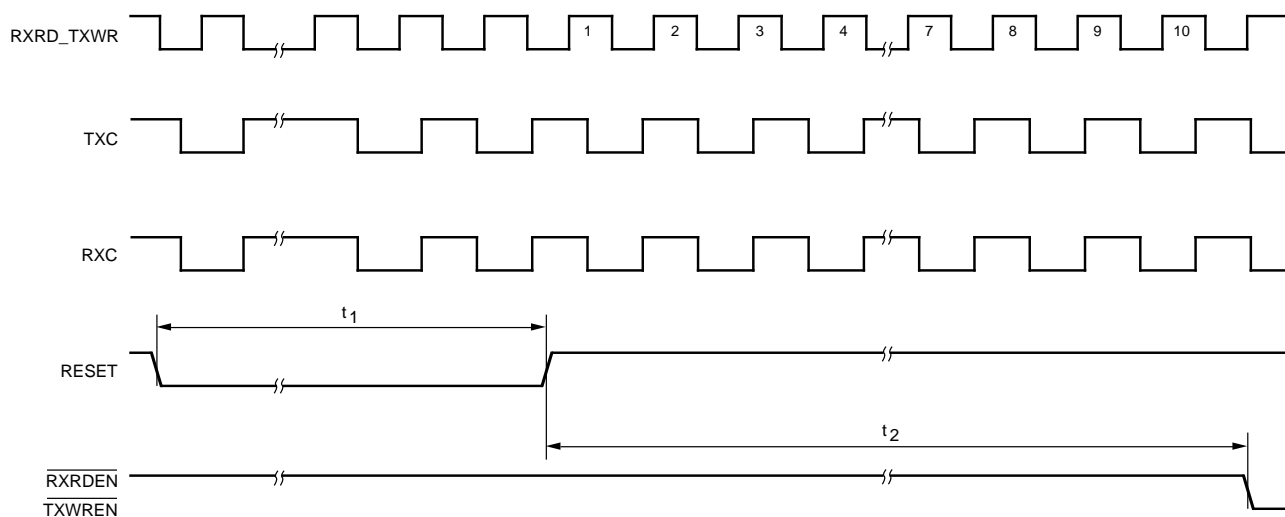 RXRD_TXWR
1 2 3 4 7 8 9 10
TXC
RXC
t1
RESET
t2
RXRDEN
TXWREN